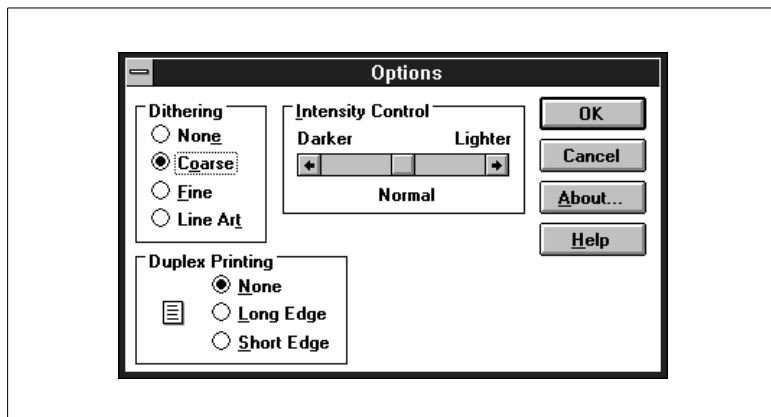 Options
Dithering
None
Coarse
Fine
Line Art
Intensity Control
Darker Lighter
Normal
OK
Cancel
About...
Help
Duplex Printing
None
Long Edge
Short Edge